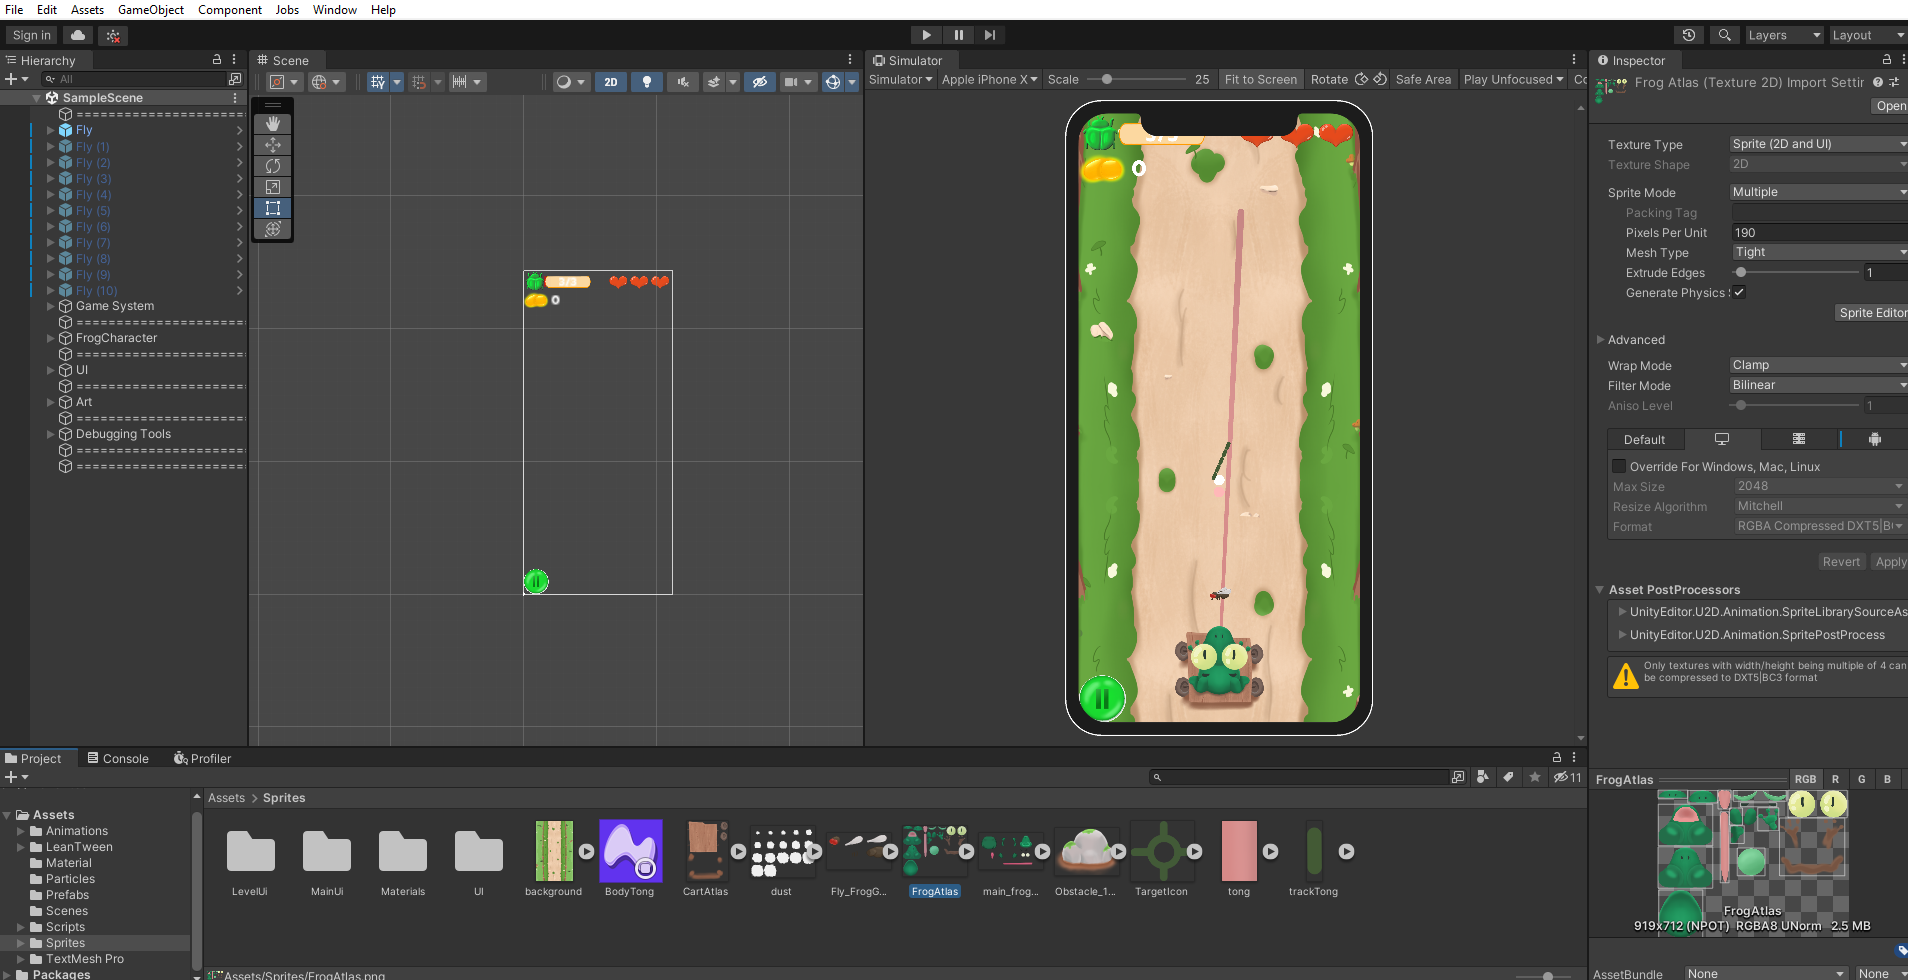 File Edit Assets GameObject Component Jobs Window Help
Sign in
Layers
Layout
Hierarchy
All
SampleScene
Fly
Fly (1)
Fly (2)
Fly (3)
Fly (4)
Fly (5)
Fly (6)
Fly (7)
Fly (8)
Fly (9)
Fly (10)
Game System
FrogCharacter
UI
Art
Debugging Tools
Scene
2D
3/3
0
Simulator
Simulator Apple iPhone X Scale 25 Fit to Screen Rotate Safe Area Play Unfocused Co
0
Inspector
Frog Atlas (Texture 2D) Import Settir
Open
Texture Type Sprite (2D and UI)
Texture Shape 2D
Sprite Mode Multiple
Packing Tag
Pixels Per Unit 190
Mesh Type Tight
Extrude Edges 1
Generate Physics S
Sprite Editor
Advanced
Wrap Mode Clamp
Filter Mode Bilinear
Aniso Level 1
Default
Override For Windows, Mac, Linux
Max Size 2048
Resize Algorithm Mitchell
Format RGBA Compressed DXT5|B
Revert Apply
Asset PostProcessors
UnityEditor.U2D.Animation.SpriteLibrarySourceAs
UnityEditor.U2D.Animation.SpritePostProcess
Only textures with width/height being multiple of 4 can
be compressed to DXT5|BC3 format
Project Console Profiler
11
Assets
Animations
LeanTween
Material
Particles
Prefabs
Scenes
Scripts
Sprites
TextMesh Pro
Packages
Assets > Sprites
LevelUi
MainUi
Materials
UI
background
BodyTong
CartAtlas
dust
Fly_FrogG...
FrogAtlas
main_frog...
Obstacle_1...
TargetIcon
tong
trackTong
Assets/Sprites/FrogAtlas.png
FrogAtlas RGB R G B
FrogAtlas
919x712 (NPOT) RGBA8 UNorm 2.5 MB
AssetBundle None None